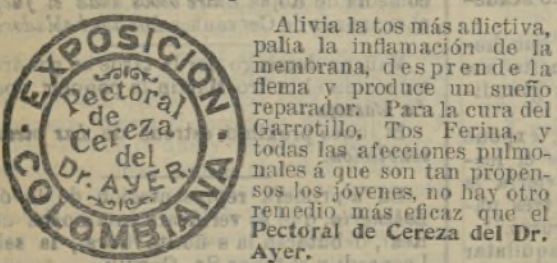 EXPOSICION
COLOMBIANA
Pectoral
de
Cereza
del
Dr. AYER.
Alivia la tos más aflictiva,
palía la inflamación de la
membrana, desprende la
flema y produce un sueño
reparador. Para la cura del
Garrotillo, Tos Ferina, y
todas las afecciones pulmo-
nales á que son tan propen-
sos los jóvenes, no hay otro
remedio más eficaz que el
Pectoral de Cereza del Dr.
Ayer.